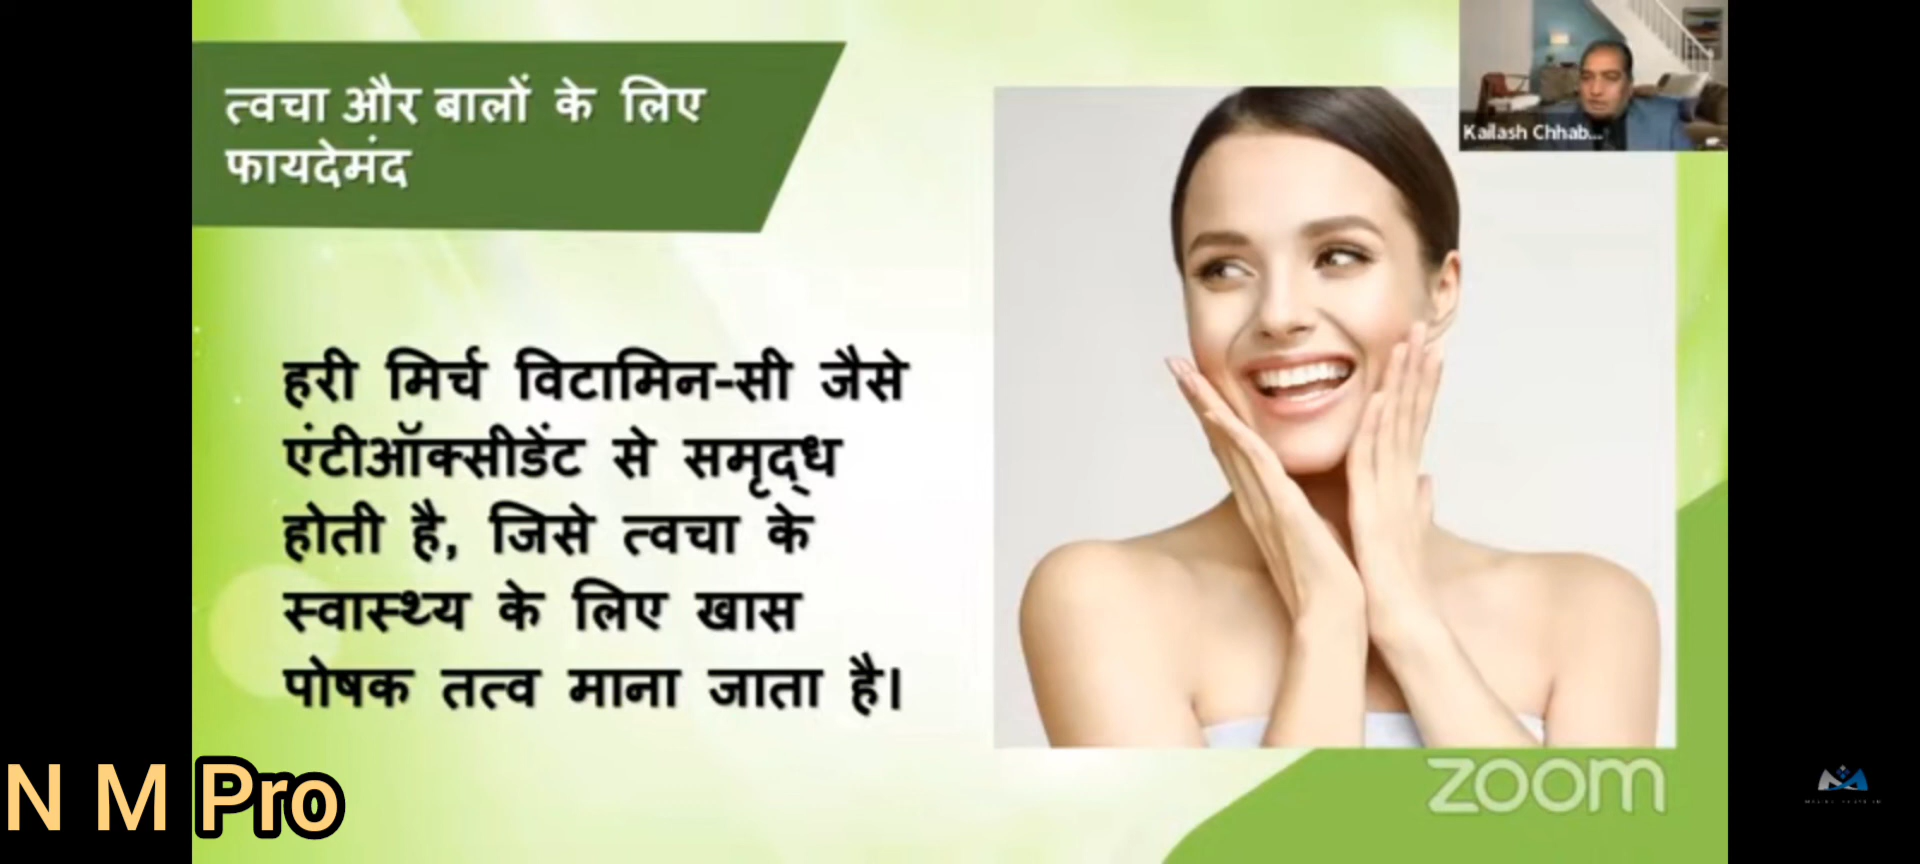 त्वचा और बालों के लिए
फायदेमंद
Kailash Chhab...
हरी मिर्च विटामिन-सी जैसे
एंटीऑक्सीडेंट से समृद्ध
होती है, जिसे त्वचा के
स्वास्थ्य के लिए खास
पोषक तत्व माना जाता है।
zoom
N M Pro